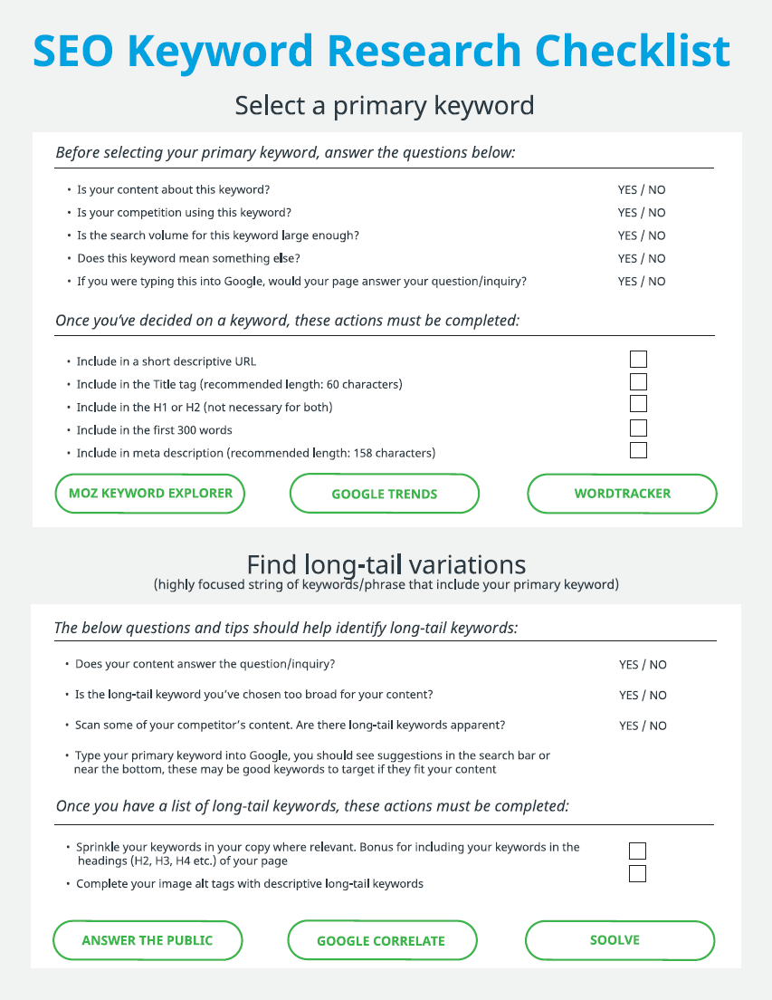 SEO Keyword Research Checklist
Select a primary keyword
Before selecting your primary keyword, answer the questions below:
• Is your content about this keyword? YES / NO
• Is your competition using this keyword? YES / NO
• Is the search volume for this keyword large enough? YES / NO
• Does this keyword mean something else? YES / NO
• If you were typing this into Google, would your page answer your question/inquiry? YES / NO
Once you've decided on a keyword, these actions must be completed:
• Include in a short descriptive URL
• Include in the Title tag (recommended length: 60 characters)
• Include in the H1 or H2 (not necessary for both)
• Include in the first 300 words
• Include in meta description (recommended length: 158 characters)
MOZ KEYWORD EXPLORER GOOGLE TRENDS WORDTRACKER
Find long-tail variations
(highly focused string of keywords/phrase that include your primary keyword)
The below questions and tips should help identify long-tail keywords:
• Does your content answer the question/inquiry? YES / NO
• Is the long-tail keyword you've chosen too broad for your content? YES / NO
• Scan some of your competitor's content. Are there long-tail keywords apparent? YES / NO
• Type your primary keyword into Google, you should see suggestions in the search bar or
near the bottom, these may be good keywords to target if they fit your content
Once you have a list of long-tail keywords, these actions must be completed:
• Sprinkle your keywords in your copy where relevant. Bonus for including your keywords in the
headings (H2, H3, H4 etc.) of your page
• Complete your image alt tags with descriptive long-tail keywords
ANSWER THE PUBLIC GOOGLE CORRELATE SOOLVE